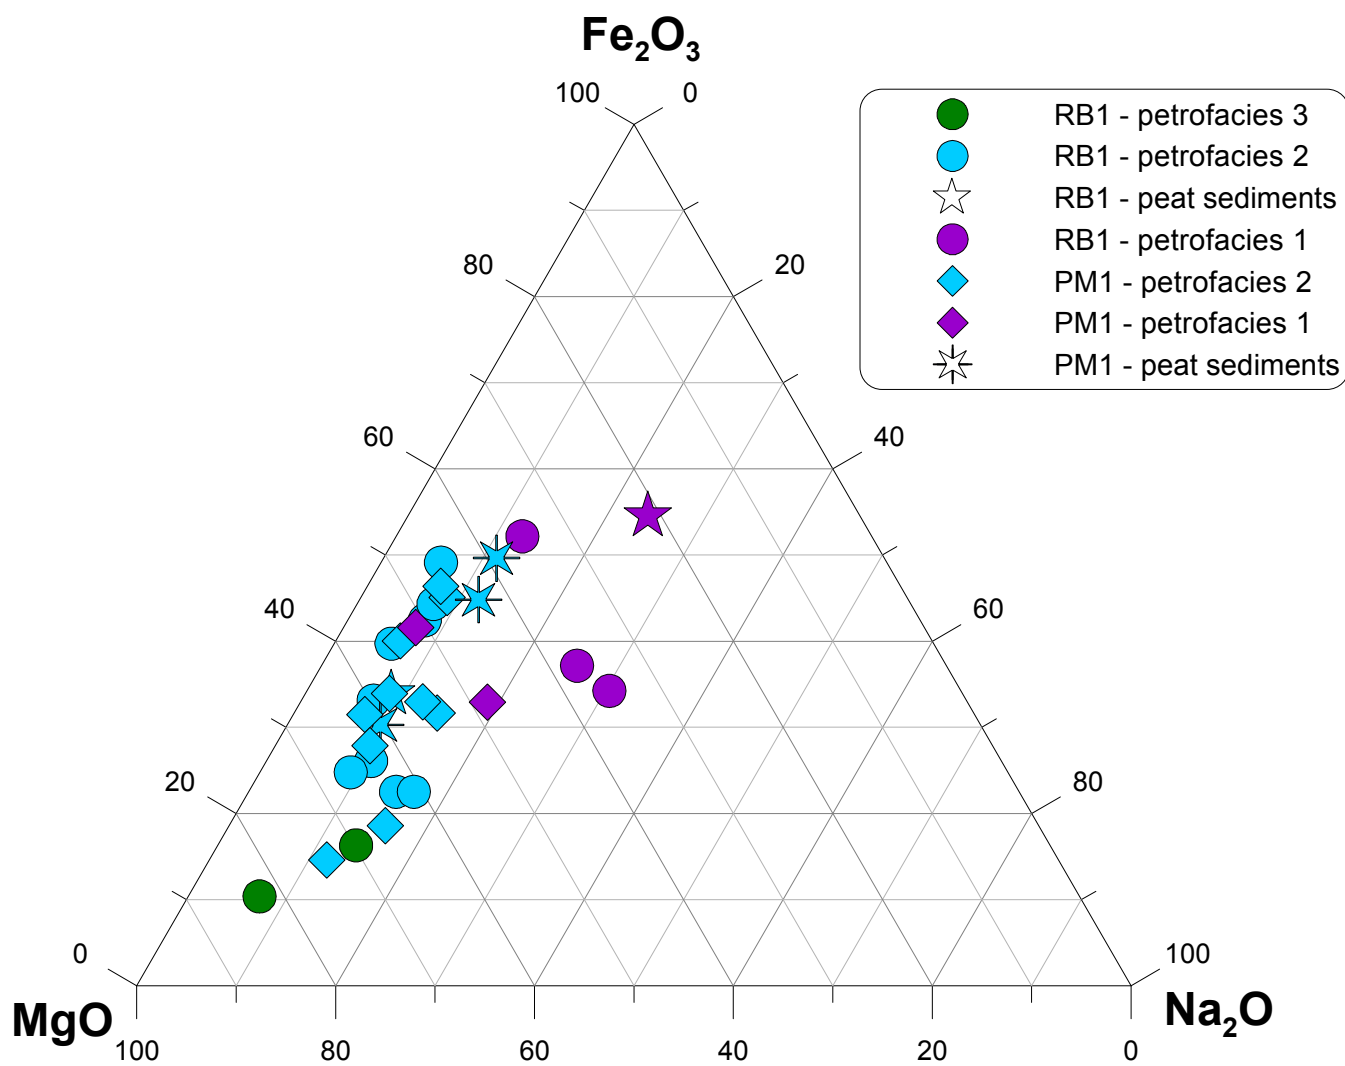 Fe₂O₃
100 0
RB1 - petrofacies 3
RB1 - petrofacies 2
RB1 - peat sediments
RB1 - petrofacies 1
PM1 - petrofacies 2
PM1 - petrofacies 1
PM1 - peat sediments
80 20
60 40
40 60
20 80
0 100
MgO Na₂O
100 80 60 40 20 0